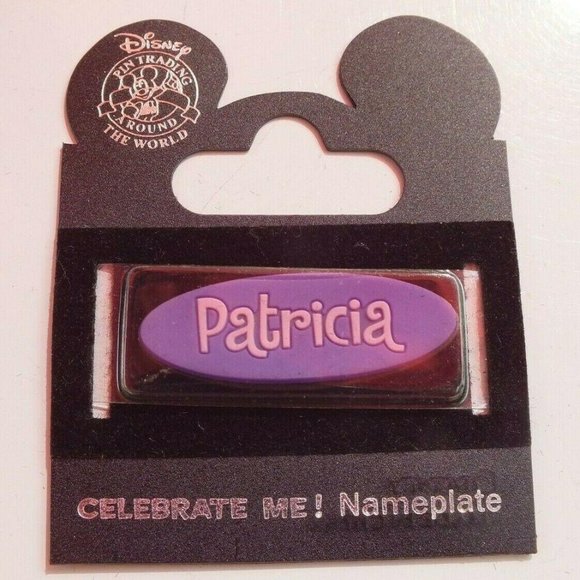 Disney
PIN TRADING
AROUND
THE WORLD
Patricia
CELEBRATE ME! Nameplate